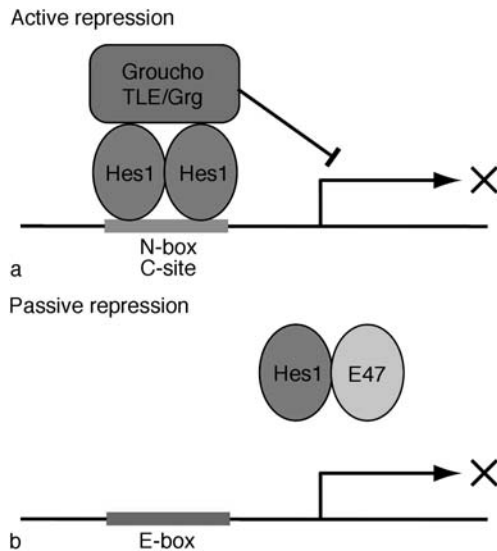 Active repression
Groucho
TLE/Grg
Hes1 Hes1
N-box
C-site
a
Passive repression
Hes1 E47
E-box
b